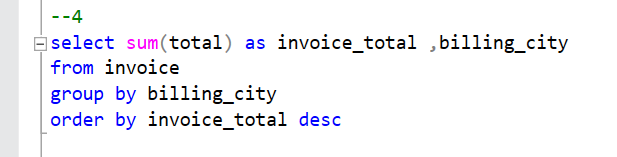 --4
select sum(total) as invoice_total ,billing_city
from invoice
group by billing_city
order by invoice_total desc